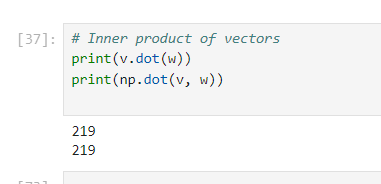 [37]:
# Inner product of vectors
print(v.dot(w))
print(np.dot(v, w))
219
219